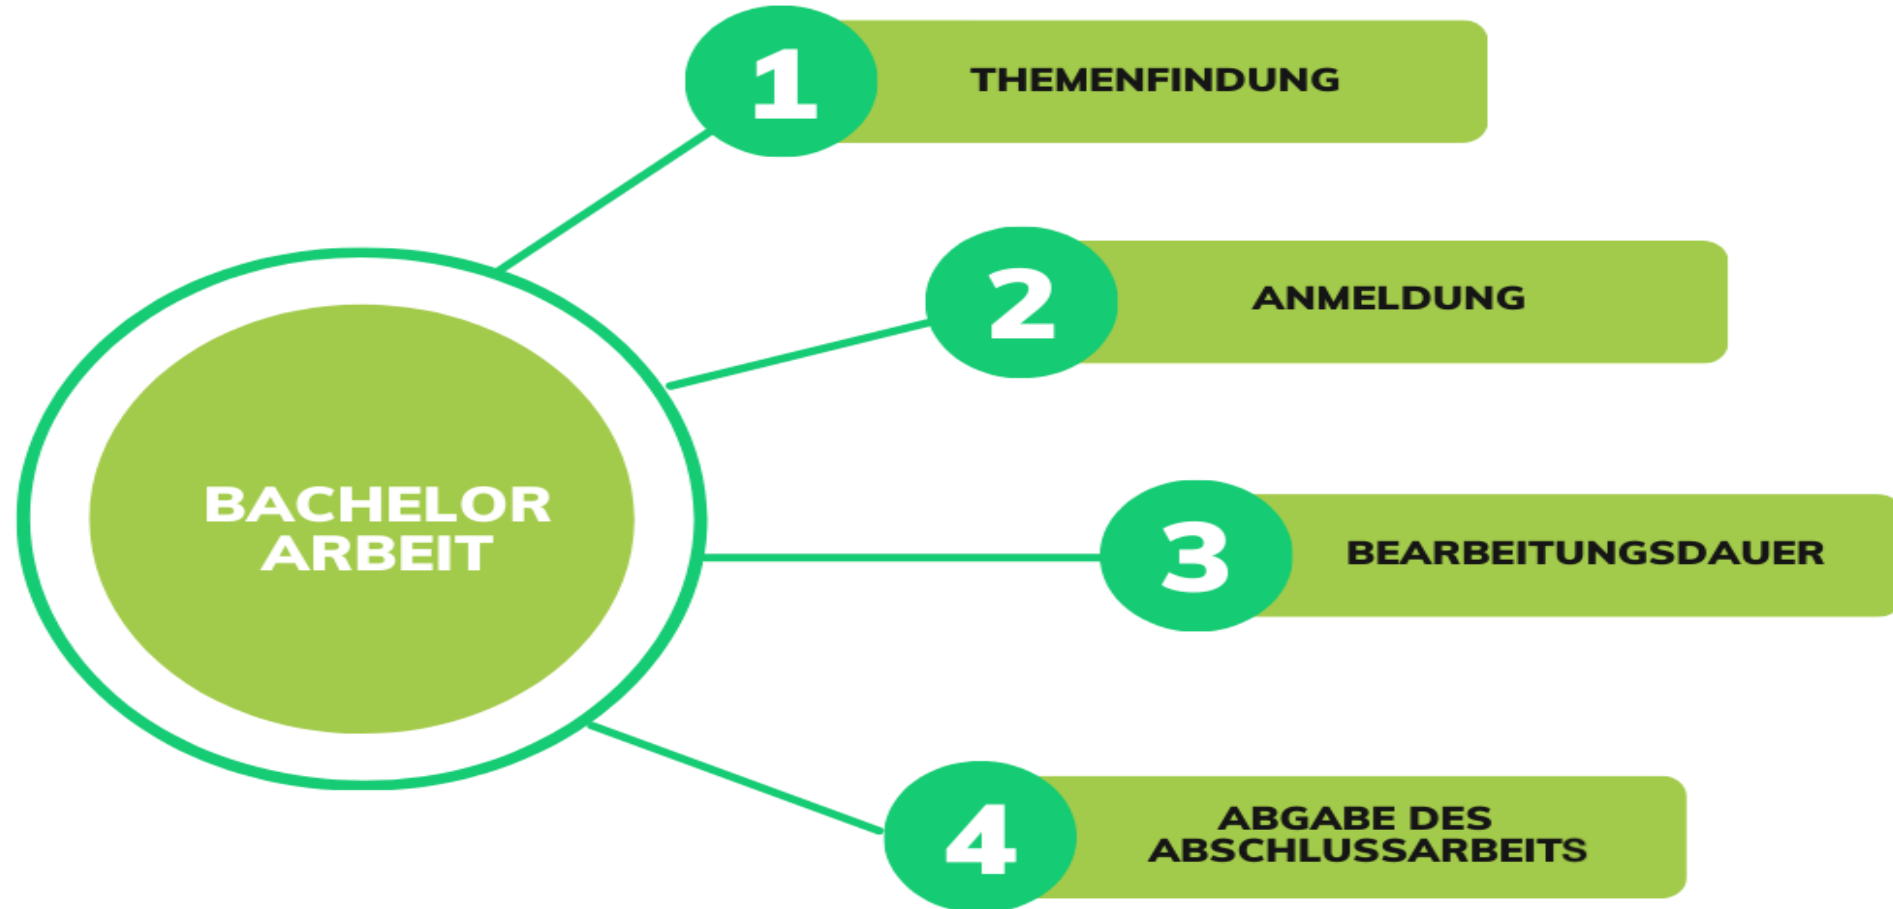 1
THEMENFINDUNG
2
ANMELDUNG
BACHELOR
ARBEIT
3
BEARBEITUNGSDAUER
4
ABGABE DES
ABSCHLUSSARBEITS